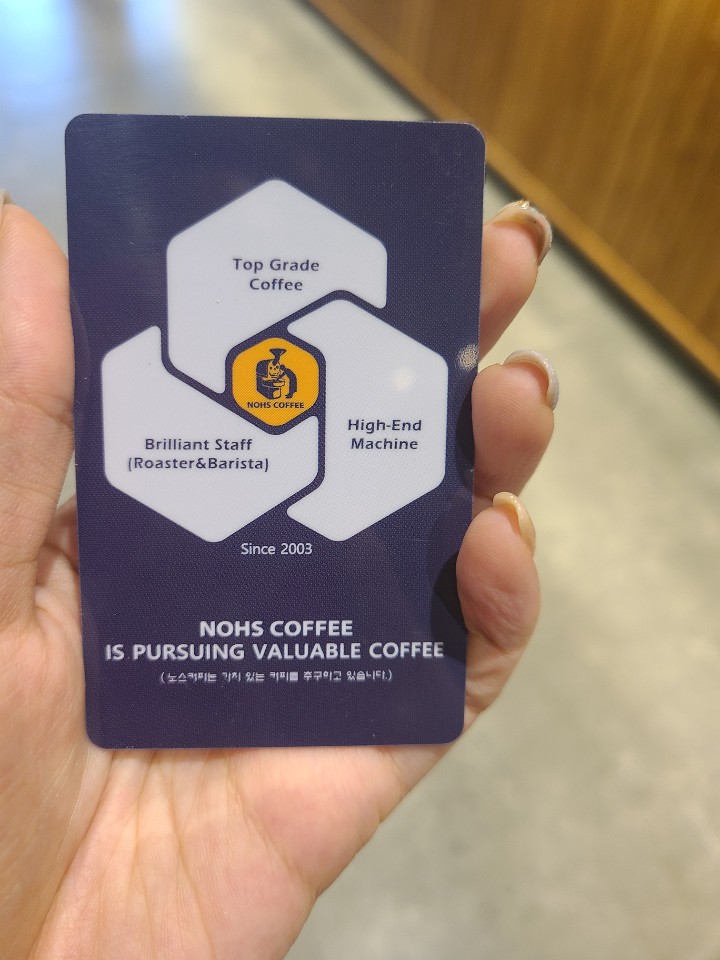 Top Grade
Coffee
NOHS COFFEE
High-End
Machine
Brilliant Staff
(Roaster&Barista)
Since 2003
NOHS COFFEE
IS PURSUING VALUABLE COFFEE
(노스커피는 가치 있는 커피를 추구하고 있습니다.)